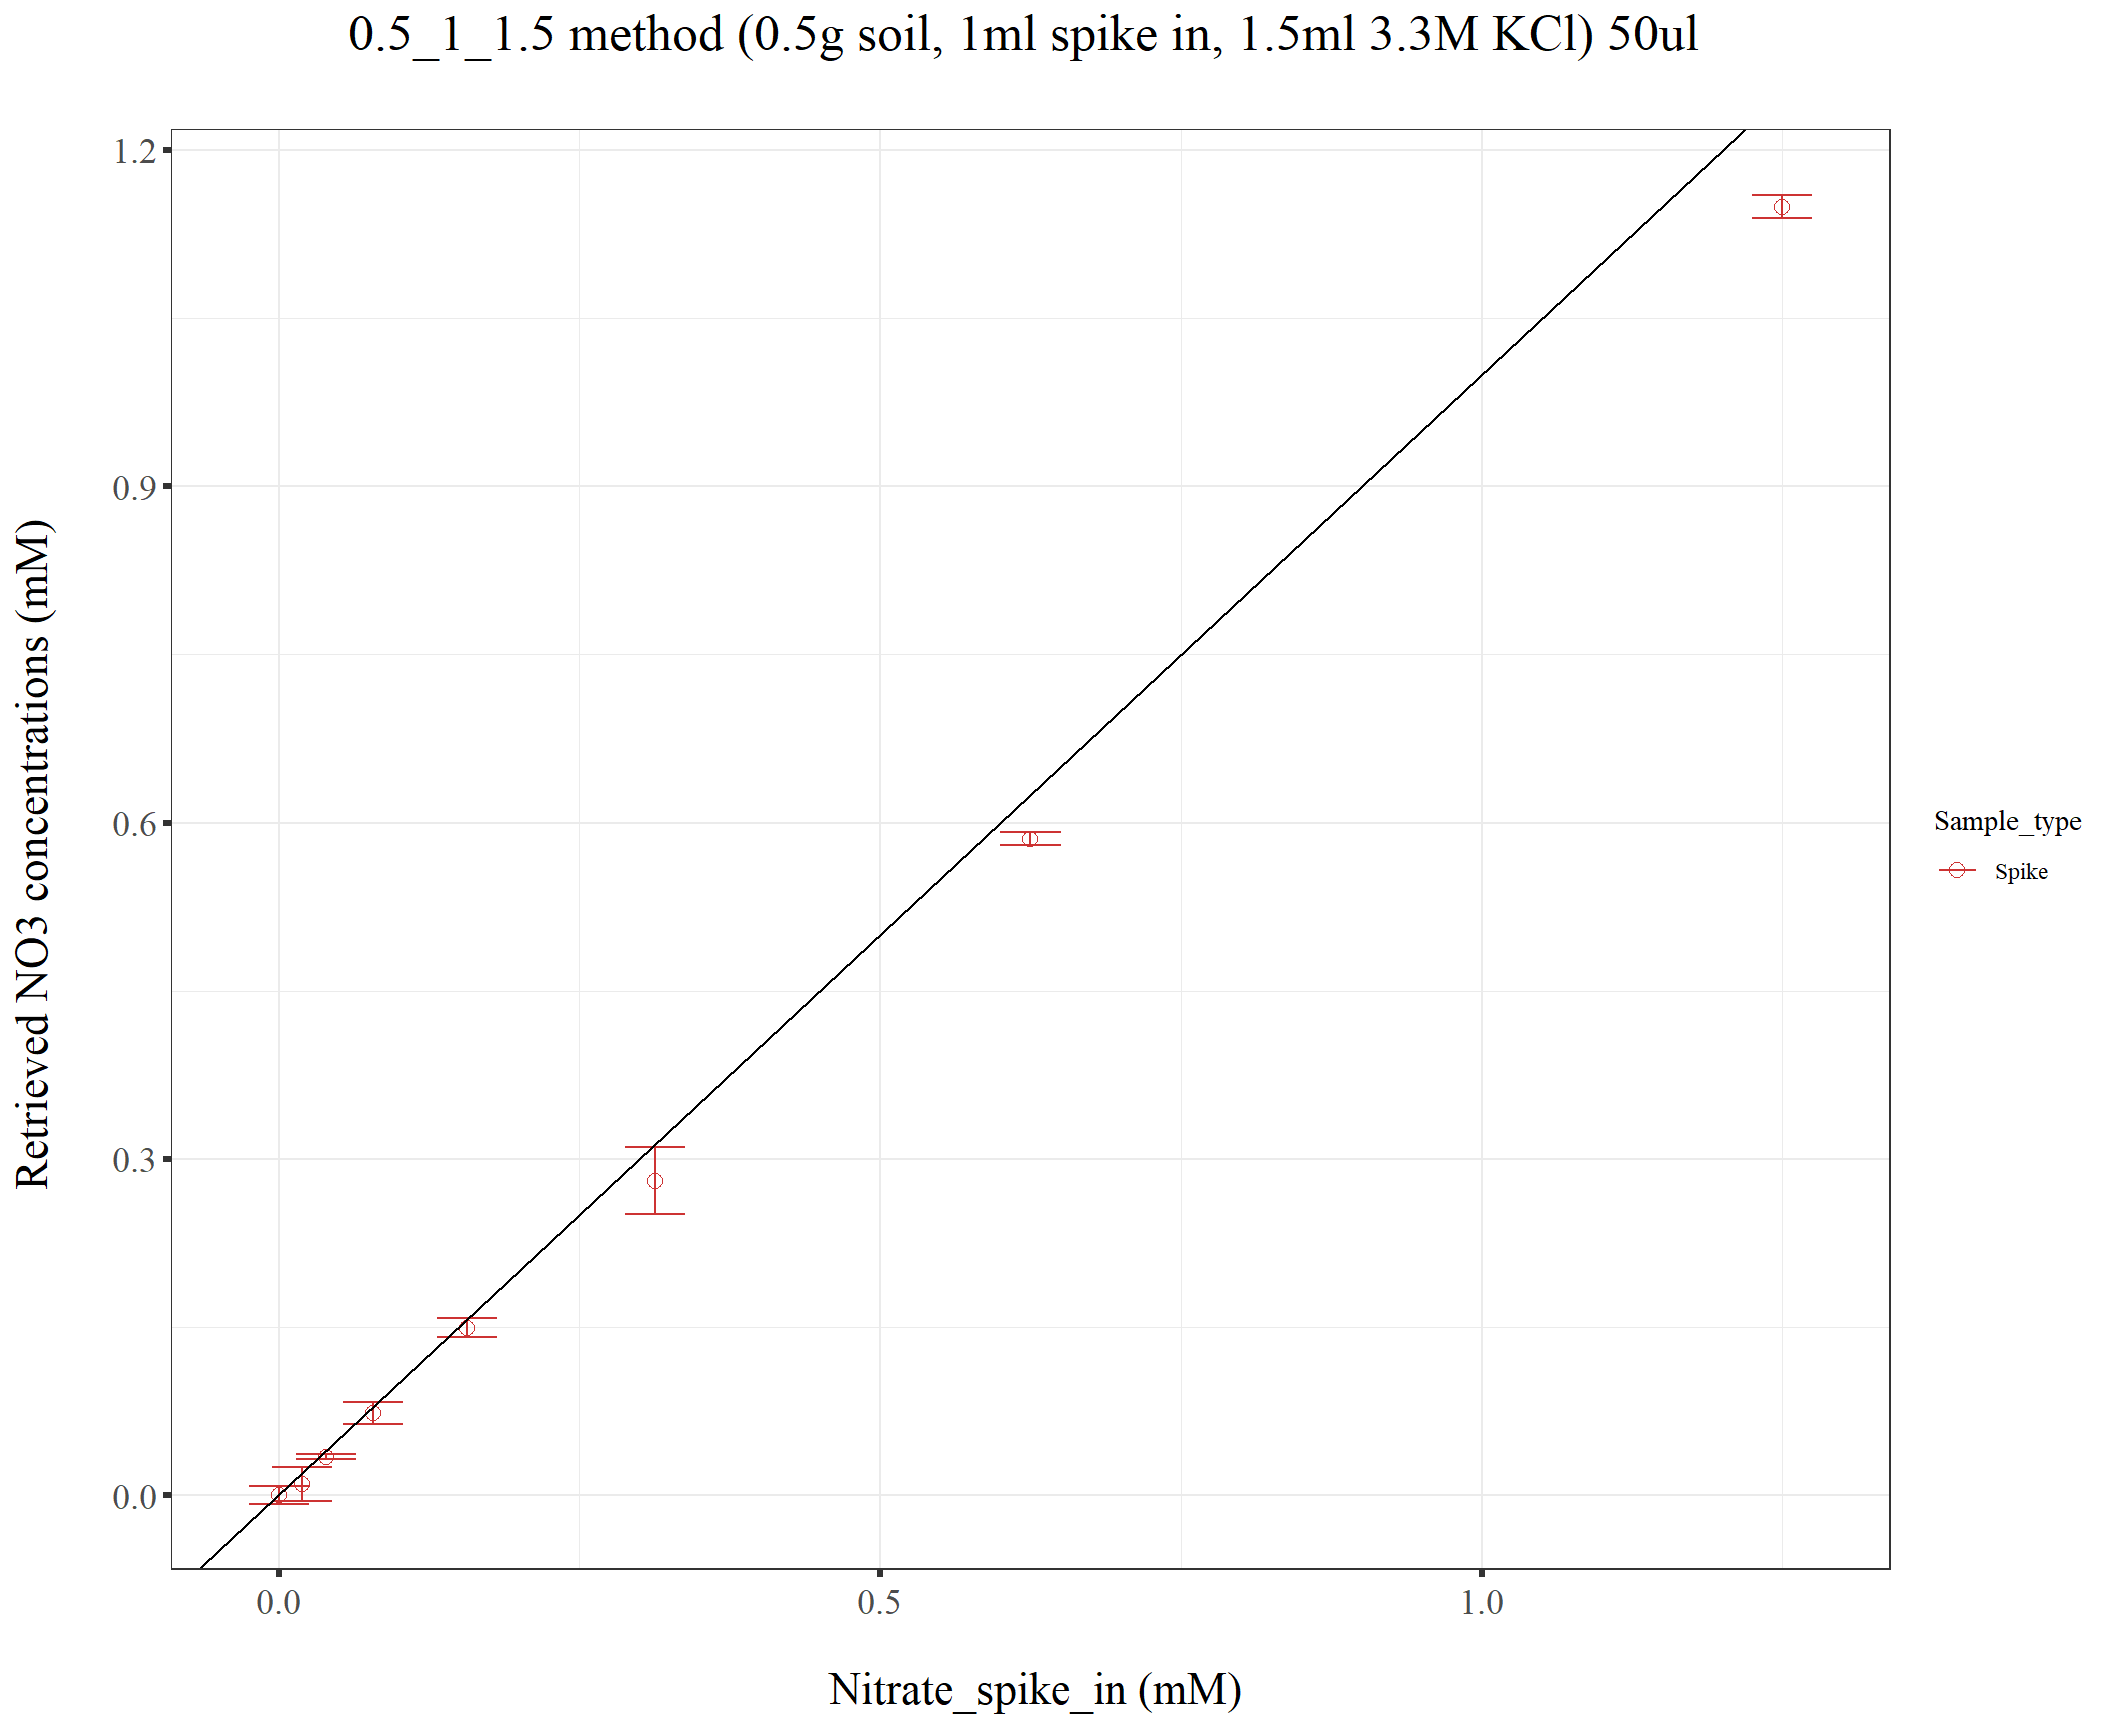 0.5_1_1.5 method (0.5g soil, 1ml spike in, 1.5ml 3.3M KCl) 50ul
1.2
0.9
0.6
0.3
0.0
Retrieved NO3 concentrations (mM)
0.0
0.5
1.0
Nitrate_spike_in (mM)
Sample_type
Spike